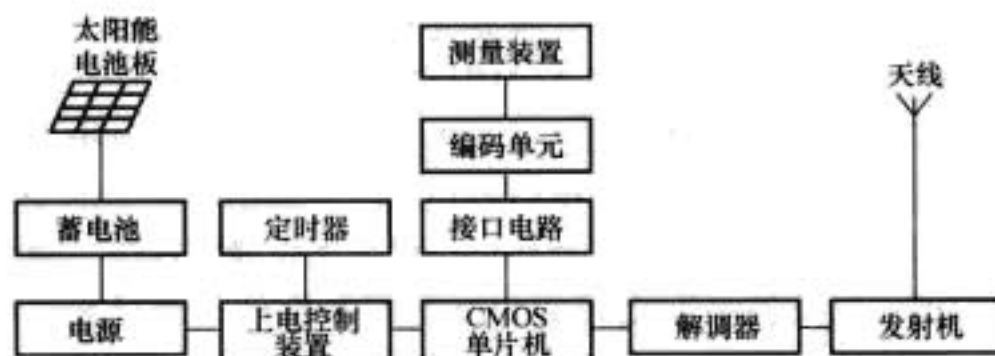 太阳能
电池板
测量装置
天线
编码单元
蓄电池
定时器
接口电路
电源
上电控制
装置
CMOS
单片机
解调器
发射机